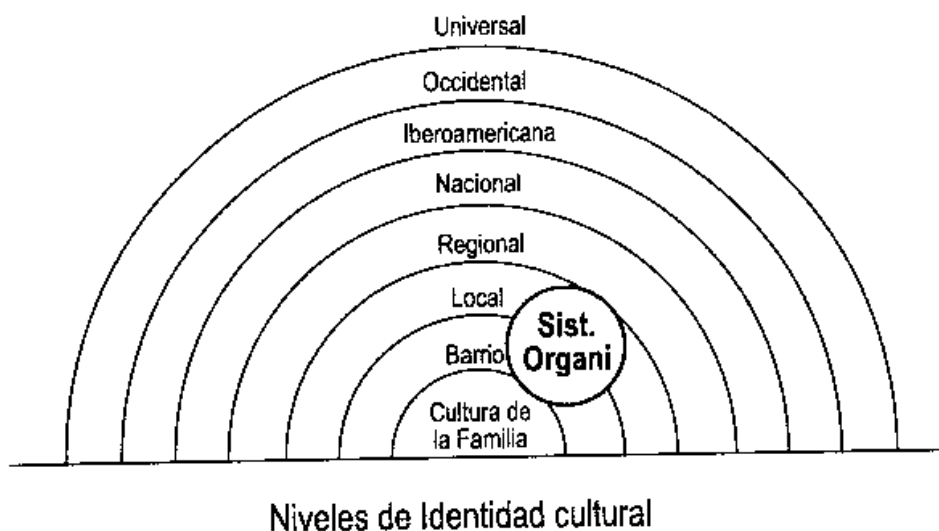 Universal
Occidental
Iberoamericana
Nacional
Regional
Local
Sist.
Organi
Barrio
Cultura de
la Familia
Niveles de Identidad cultural